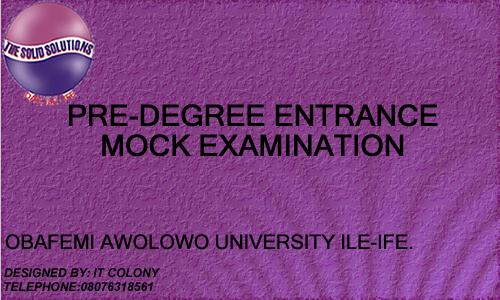 THE SOLID SOLUTIONS
PRE-DEGREE ENTRANCE
MOCK EXAMINATION
OBAFEMI AWOLOWO UNIVERSITY ILE-IFE.
DESIGNED BY: IT COLONY
TELEPHONE:08076318561